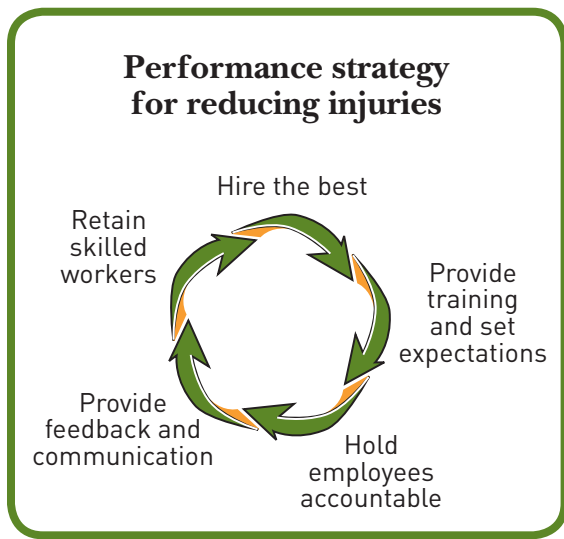 Performance strategy
for reducing injuries
Hire the best
Provide
training
and set
expectations
Hold
employees
accountable
Provide
feedback and
communication
Retain
skilled
workers